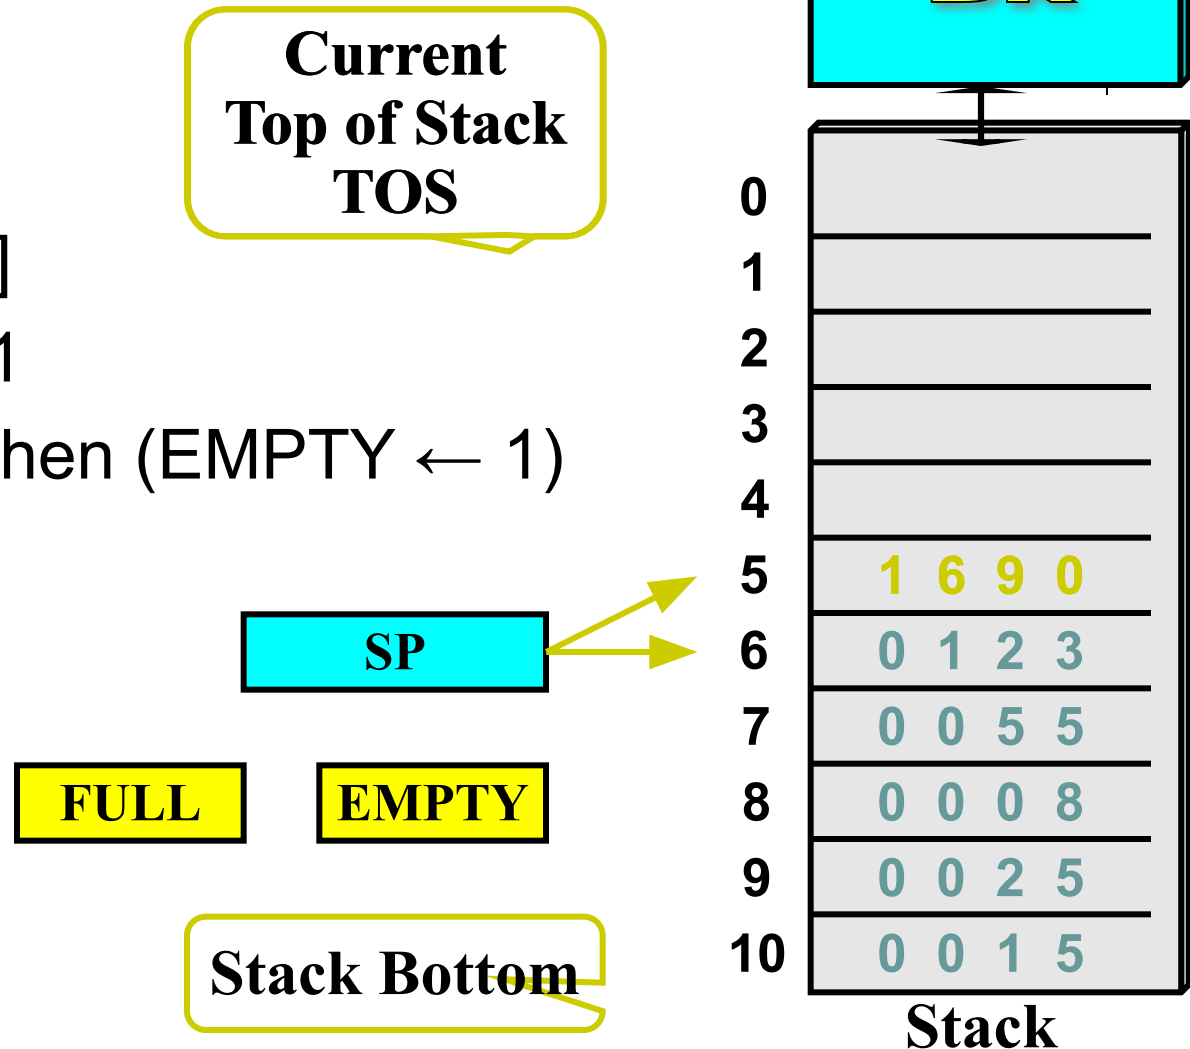 Current
Top of Stack
TOS
]
1
hen (EMPTY ← 1)
SP
FULL
EMPTY
Stack Bottom
0
1
2
3
4
5 1 6 9 0
6 0 1 2 3
7 0 0 5 5
8 0 0 0 8
9 0 0 2 5
10 0 0 1 5
Stack